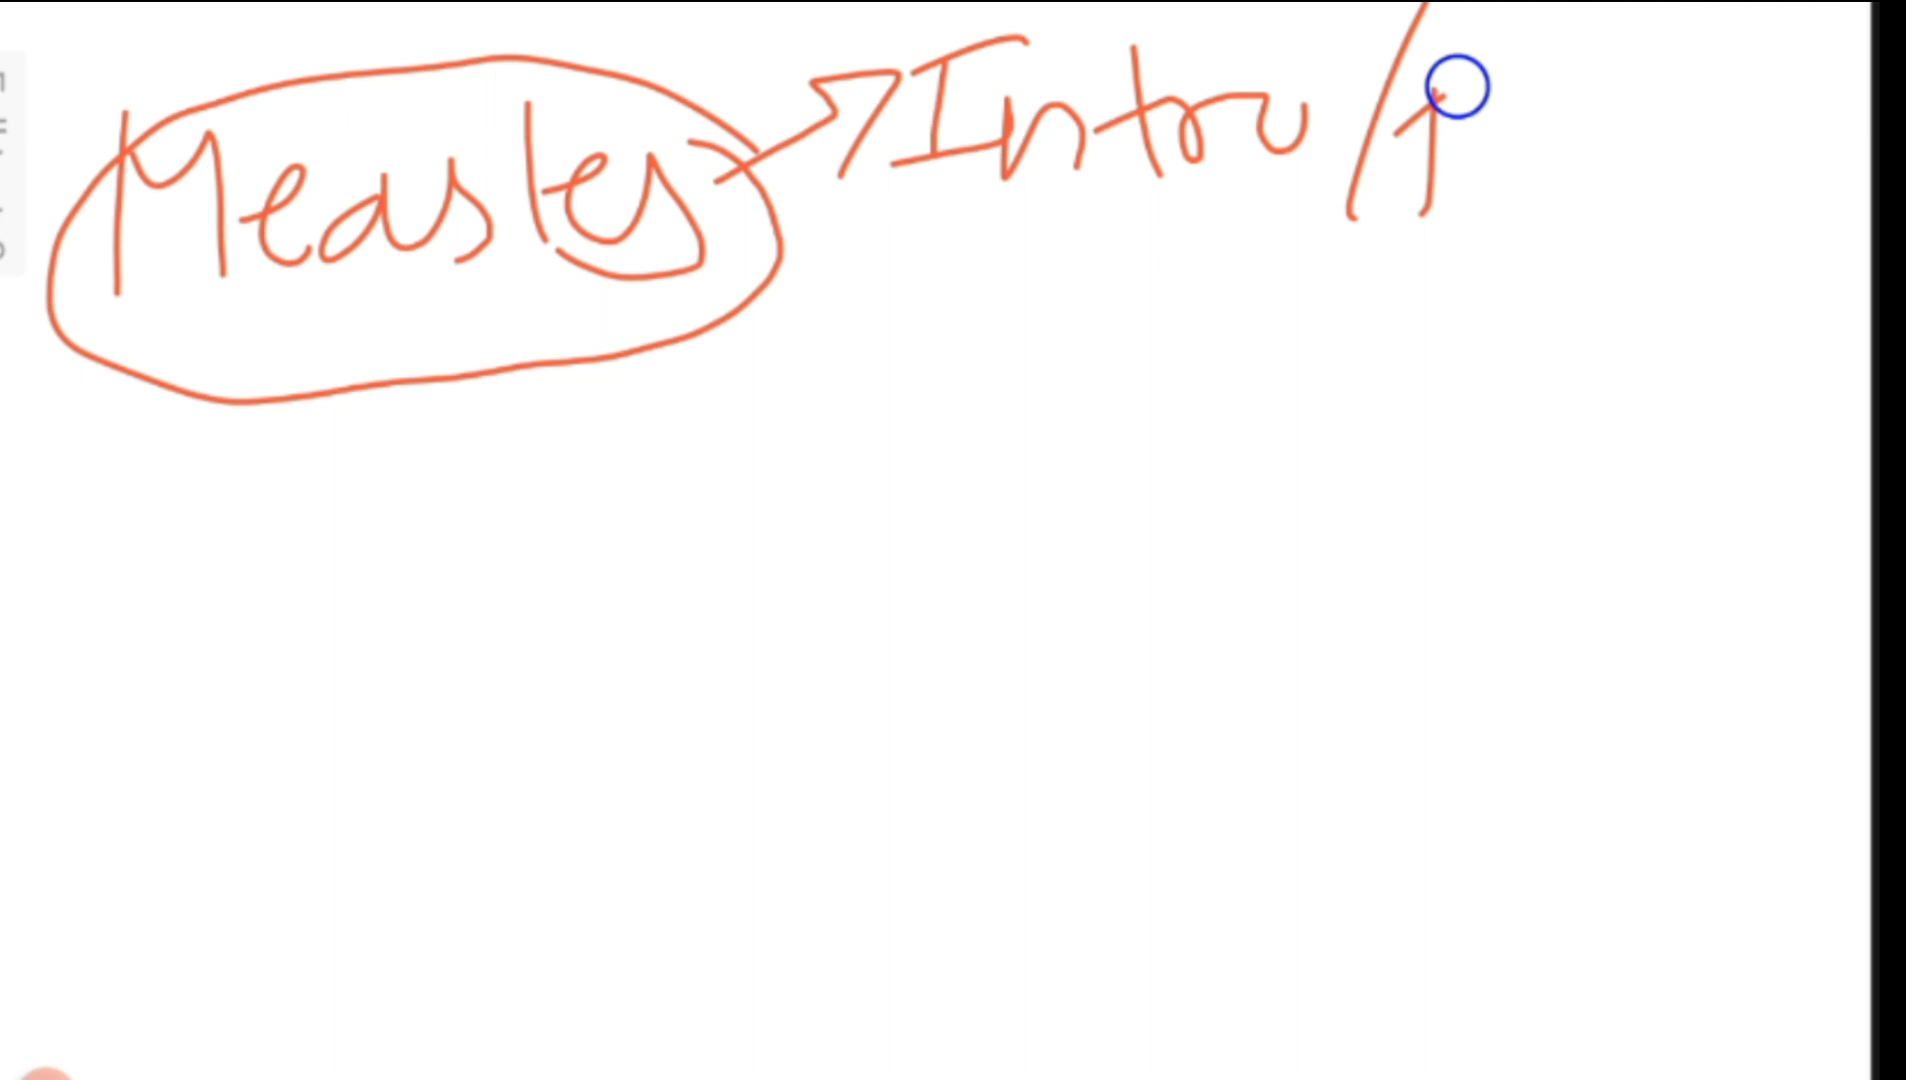 Measles → Intro /